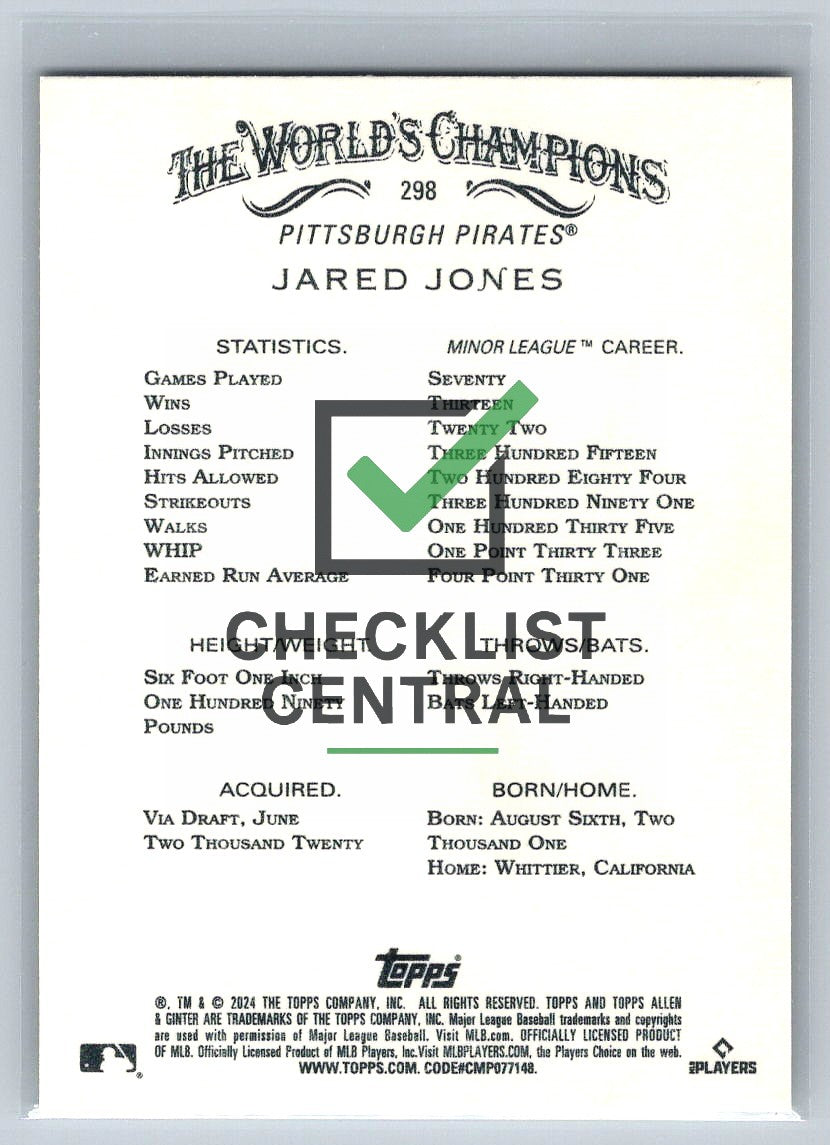 THE WORLD'S CHAMPIONS
298
PITTSBURGH PIRATES®
JARED JONES
STATISTICS. MINOR LEAGUE™ CAREER.
GAMES PLAYED SEVENTY
WINS THIRTEEN
LOSSES TWENTY TWO
INNINGS PITCHED THREE HUNDRED FIFTEEN
HITS ALLOWED TWO HUNDRED EIGHTY FOUR
STRIKEOUTS THREE HUNDRED NINETY ONE
WALKS ONE HUNDRED THIRTY FIVE
WHIP ONE POINT THIRTY THREE
EARNED RUN AVERAGE FOUR POINT THIRTY ONE
CHECKLIST
CENTRAL
HEIGHT/WEIGHT. THROWS/BATS.
SIX FOOT ONE INCH THROWS RIGHT-HANDED
ONE HUNDRED NINETY BATS LEFT-HANDED
POUNDS
ACQUIRED. BORN/HOME.
VIA DRAFT, JUNE BORN: AUGUST SIXTH, TWO
TWO THOUSAND TWENTY THOUSAND ONE
HOME: WHITTIER, CALIFORNIA
topps®
®, TM & © 2024 THE TOPPS COMPANY, INC. ALL RIGHTS RESERVED. TOPPS AND TOPPS ALLEN
& GINTER ARE TRADEMARKS OF THE TOPPS COMPANY, INC. Major League Baseball trademarks and copyrights
are used with permission of Major League Baseball. Visit MLB.com. OFFICIALLY LICENSED PRODUCT
OF MLB. Officially Licensed Product of MLB Players, Inc.Visit MLBPLAYERS.COM, the Players Choice on the web.
WWW.TOPPS.COM. CODE#CMP077148.
MLBPLAYERS